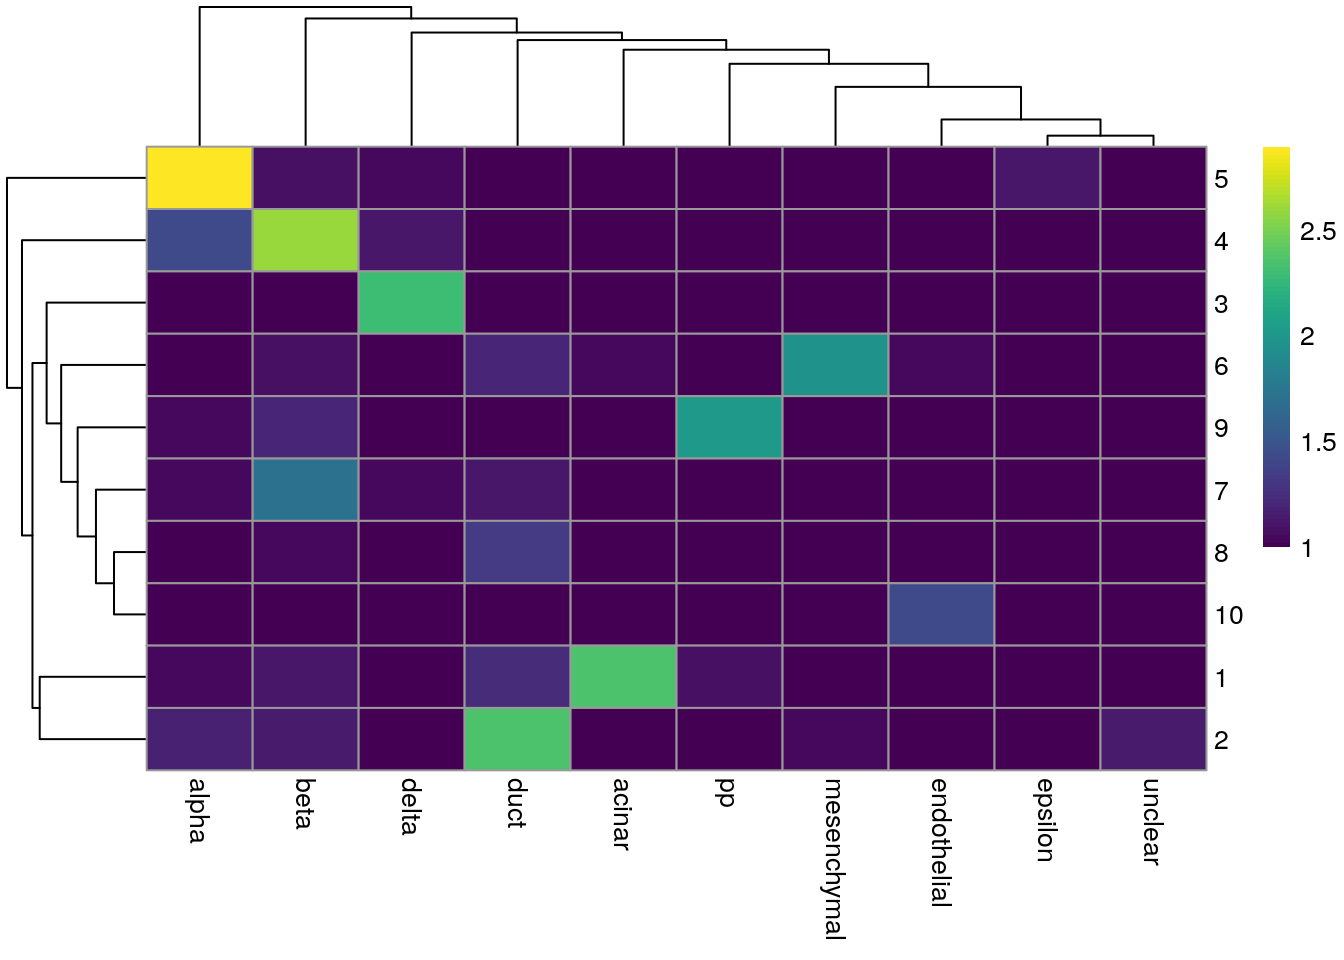 5
4
3
6
9
7
8
10
1
2
alpha
beta
delta
duct
acinar
pp
mesenchymal
endothelial
epsilon
unclear
2.5
2
1.5
1